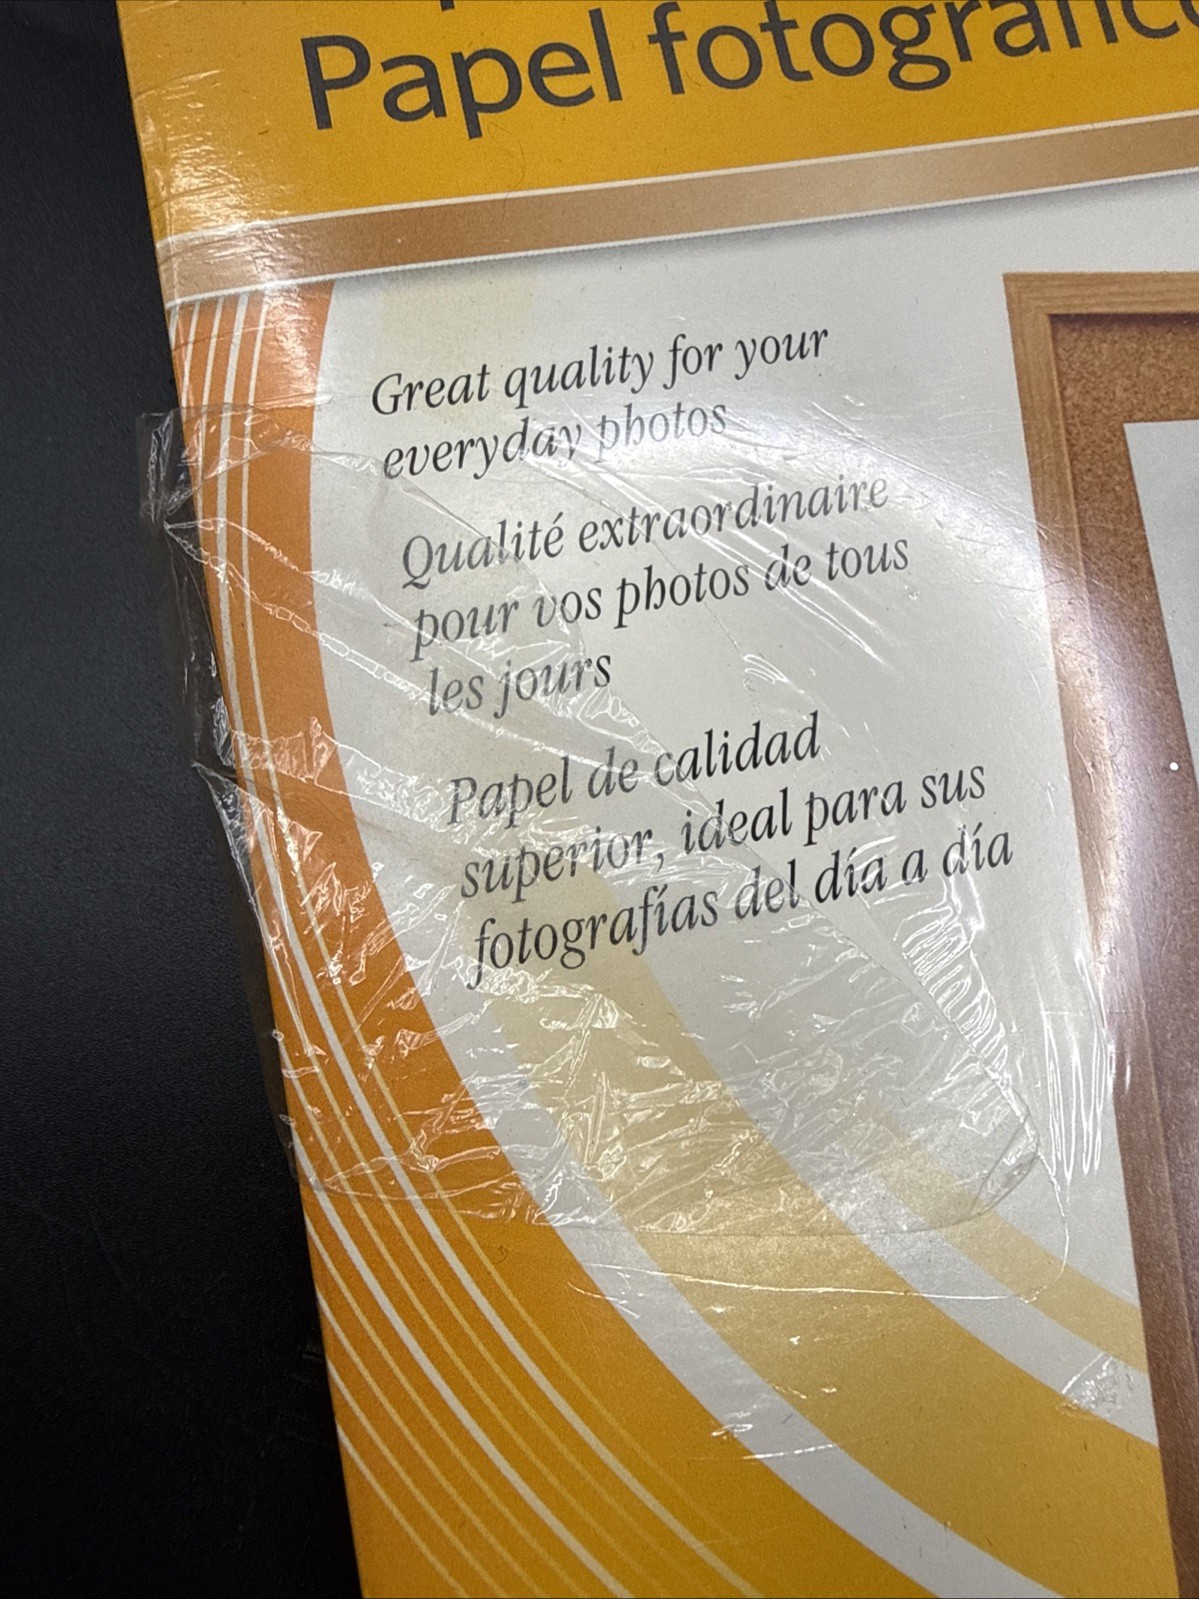 Papel fotográfico
Great quality for your
everyday photos
Qualité extraordinaire
pour vos photos de tous
les jours
Papel de calidad
superior, ideal para sus
fotografías del día a día